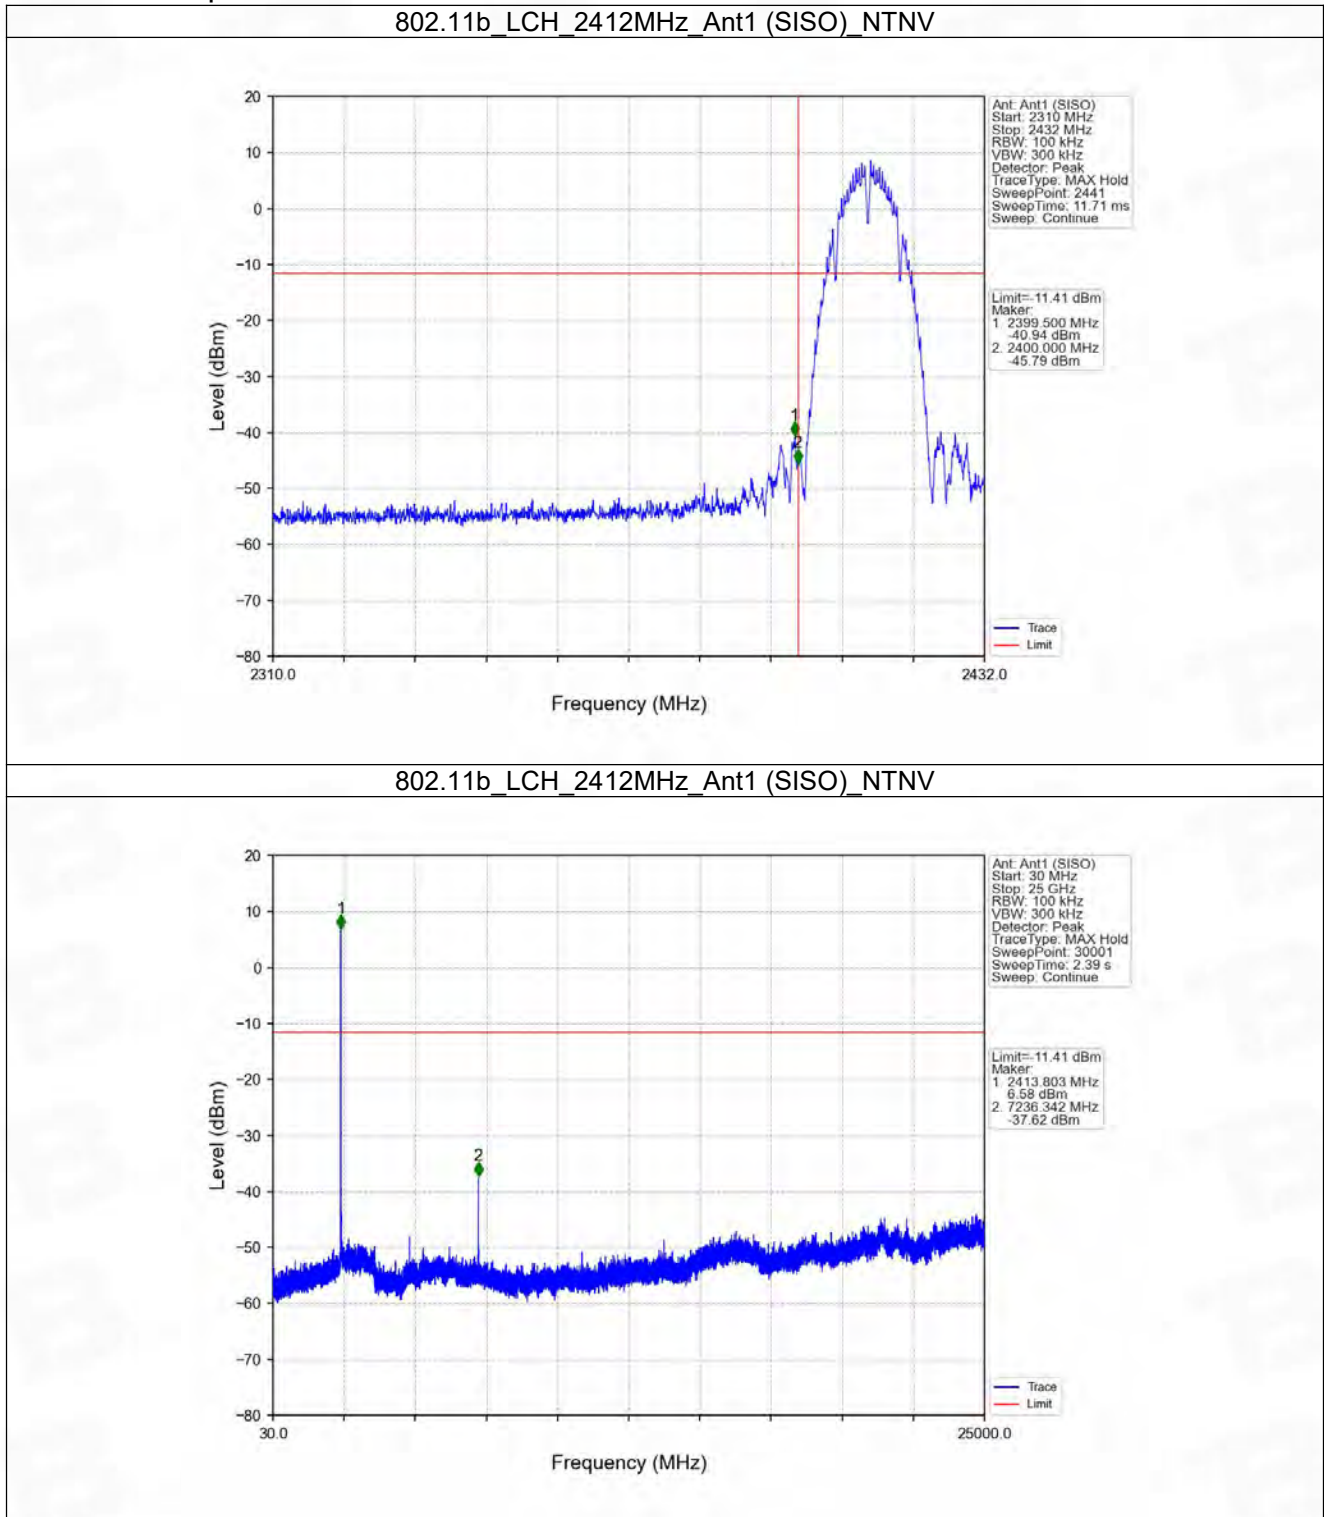 802.11b_LCH_2412MHz_Ant1 (SISO)_NTNV
20
10
0
−10
−20
−30
−40
−50
−60
−70
−80
Level (dBm)
1
2
2310.0
2432.0
Frequency (MHz)
Ant: Ant1 (SISO)
Start: 2310 MHz
Stop: 2432 MHz
RBW: 100 kHz
VBW: 300 kHz
Detector: Peak
TraceType: MAX Hold
SweepPoint: 2441
SweepTime: 11.71 ms
Sweep: Continue
Limit=-11.41 dBm
Maker:
1. 2399.500 MHz
-40.94 dBm
2. 2400.000 MHz
-45.79 dBm
Trace
Limit
802.11b_LCH_2412MHz_Ant1 (SISO)_NTNV
20
10
0
−10
−20
−30
−40
−50
−60
−70
−80
Level (dBm)
1
2
30.0
25000.0
Frequency (MHz)
Ant: Ant1 (SISO)
Start: 30 MHz
Stop: 25 GHz
RBW: 100 kHz
VBW: 300 kHz
Detector: Peak
TraceType: MAX Hold
SweepPoint: 30001
SweepTime: 2.39 s
Sweep: Continue
Limit=-11.41 dBm
Maker:
1. 2413.803 MHz
6.58 dBm
2. 7236.342 MHz
-37.62 dBm
Trace
Limit